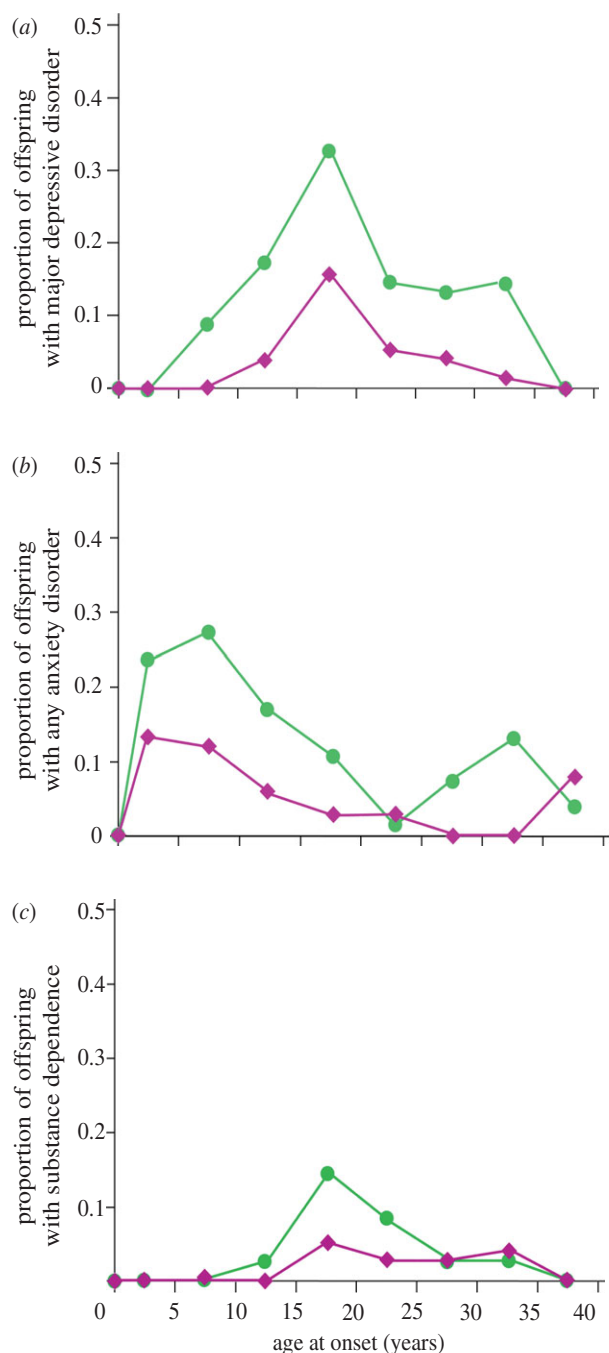 (a)
proportion of offspring
with major depressive disorder
0.5
0.4
0.3
0.2
0.1
0
(b)
proportion of offspring
with any anxiety disorder
0.5
0.4
0.3
0.2
0.1
0
(c)
proportion of offspring
with substance dependence
0.5
0.4
0.3
0.2
0.1
0 5 10 15 20 25 30 35 40
age at onset (years)